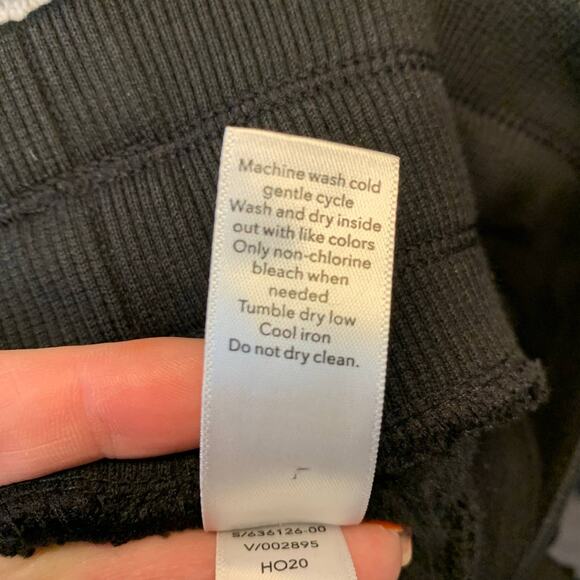 Machine wash cold
gentle cycle
Wash and dry inside
out with like colors
Only non-chlorine
bleach when
needed
Tumble dry low
Cool iron
Do not dry clean.
S/636126-00
V/002895
HO20